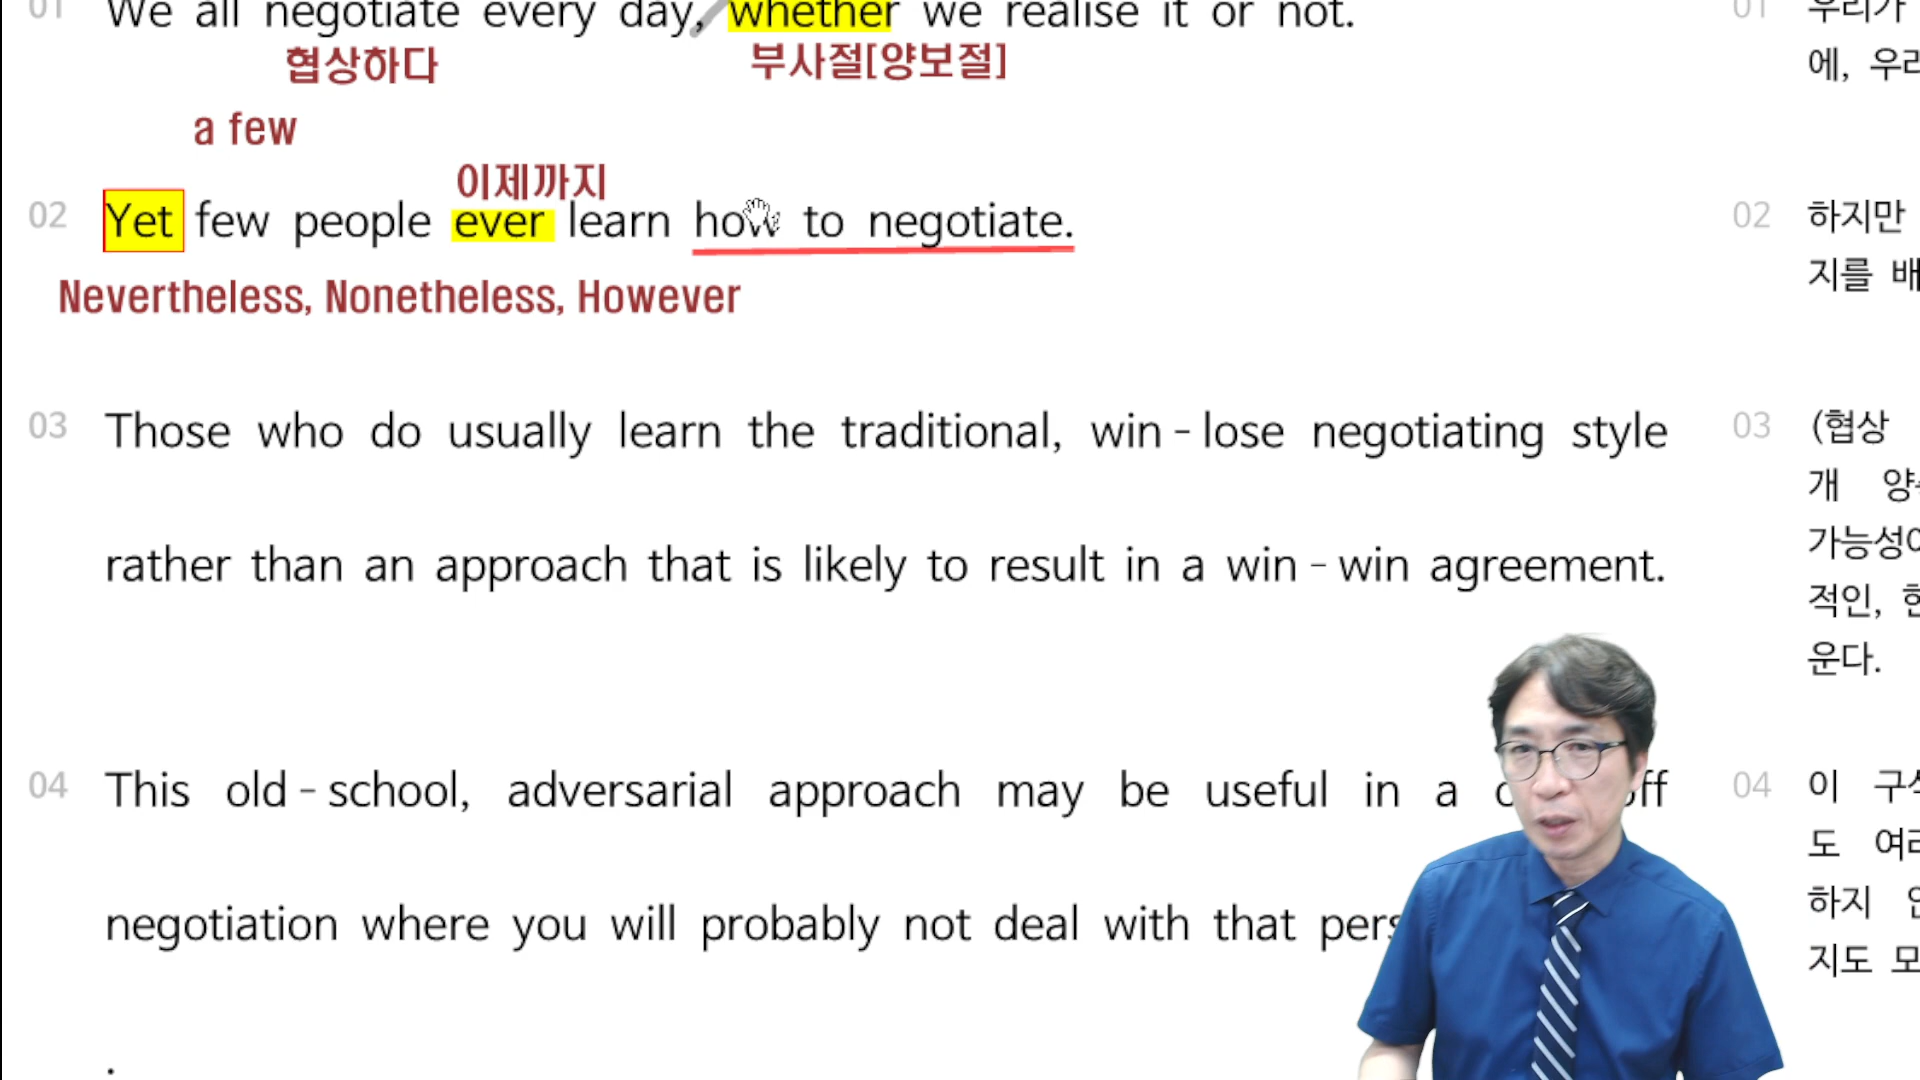 01 We all negotiate every day, whether we realise it or not.
협상하다 부사절[양보절]
a few
이제까지
02 Yet few people ever learn how to negotiate.
Nevertheless, Nonetheless, However
03 Those who do usually learn the traditional, win-lose negotiating style
rather than an approach that is likely to result in a win-win agreement.
04 This old-school, adversarial approach may be useful in a
negotiation where you will probably not deal with that
.
01 우리가
에,
02 하지만
지를
03 (협상
개
적인,
운다.
04 이
도
하지
지도